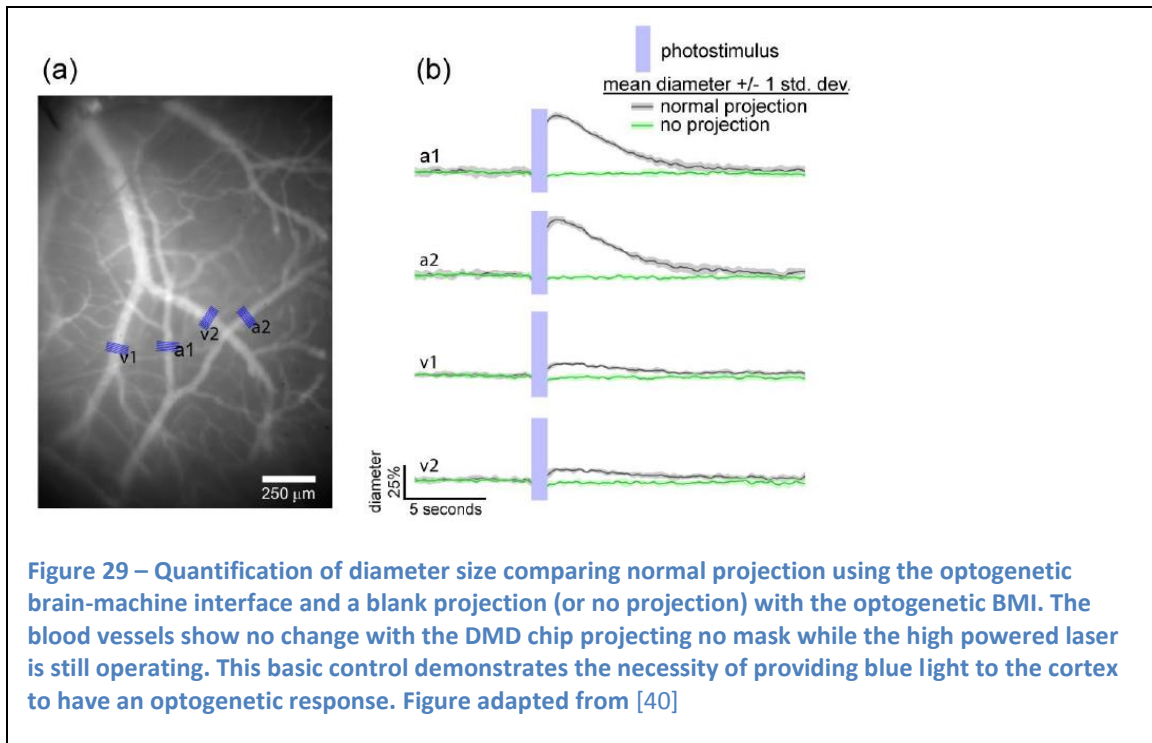 (a)
v1
a1
v2
a2
250 μm
(b)
photostimulus
mean diameter +/- 1 std. dev.
normal projection
no projection
a1
a2
v1
v2
diameter
25%
5 seconds
Figure 29 – Quantification of diameter size comparing normal projection using the optogenetic
brain-machine interface and a blank projection (or no projection) with the optogenetic BMI. The
blood vessels show no change with the DMD chip projecting no mask while the high powered laser
is still operating. This basic control demonstrates the necessity of providing blue light to the cortex
to have an optogenetic response. Figure adapted from [40]